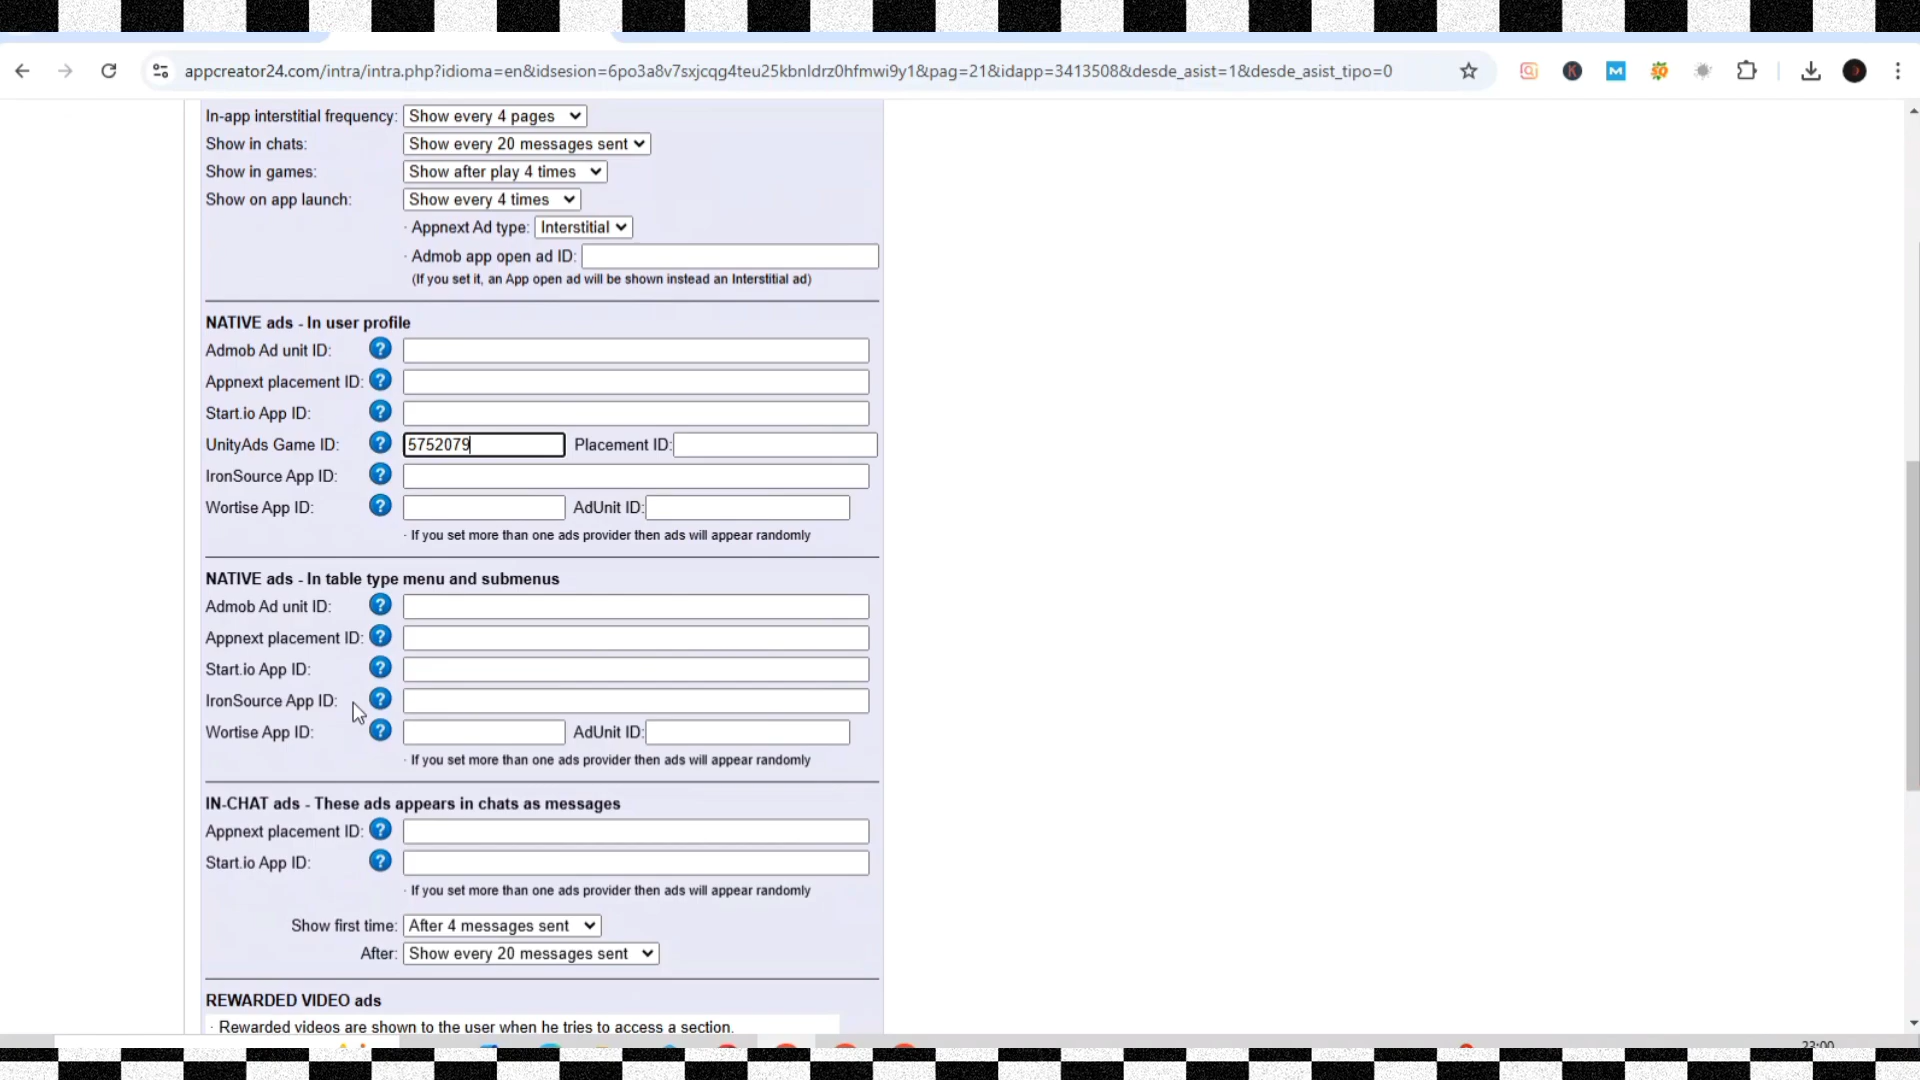 appcreator24.com/intra/intra.php?idioma=en&idsesion=6po3a8v7sxjcqg4teu25kbnldrz0hfmwi9y1&pag=21&idapp=3413508&desde_asist=1&desde_asist_tipo=0
In-app interstitial frequency: Show every 4 pages
Show in chats: Show every 20 messages sent
Show in games: Show after play 4 times
Show on app launch: Show every 4 times
· Appnext Ad type: Interstitial
· Admob app open ad ID:
(If you set it, an App open ad will be shown instead an Interstitial ad)
NATIVE ads - In user profile
Admob Ad unit ID: ?
Appnext placement ID: ?
Start.io App ID: ?
UnityAds Game ID: ? 5752079 Placement ID:
IronSource App ID: ?
Wortise App ID: ? AdUnit ID:
· If you set more than one ads provider then ads will appear randomly
NATIVE ads - In table type menu and submenus
Admob Ad unit ID: ?
Appnext placement ID: ?
Start.io App ID: ?
IronSource App ID: ?
Wortise App ID: ? AdUnit ID:
· If you set more than one ads provider then ads will appear randomly
IN-CHAT ads - These ads appears in chats as messages
Appnext placement ID: ?
Start.io App ID: ?
· If you set more than one ads provider then ads will appear randomly
Show first time: After 4 messages sent
After: Show every 20 messages sent
REWARDED VIDEO ads
· Rewarded videos are shown to the user when he tries to access a section.
23:00